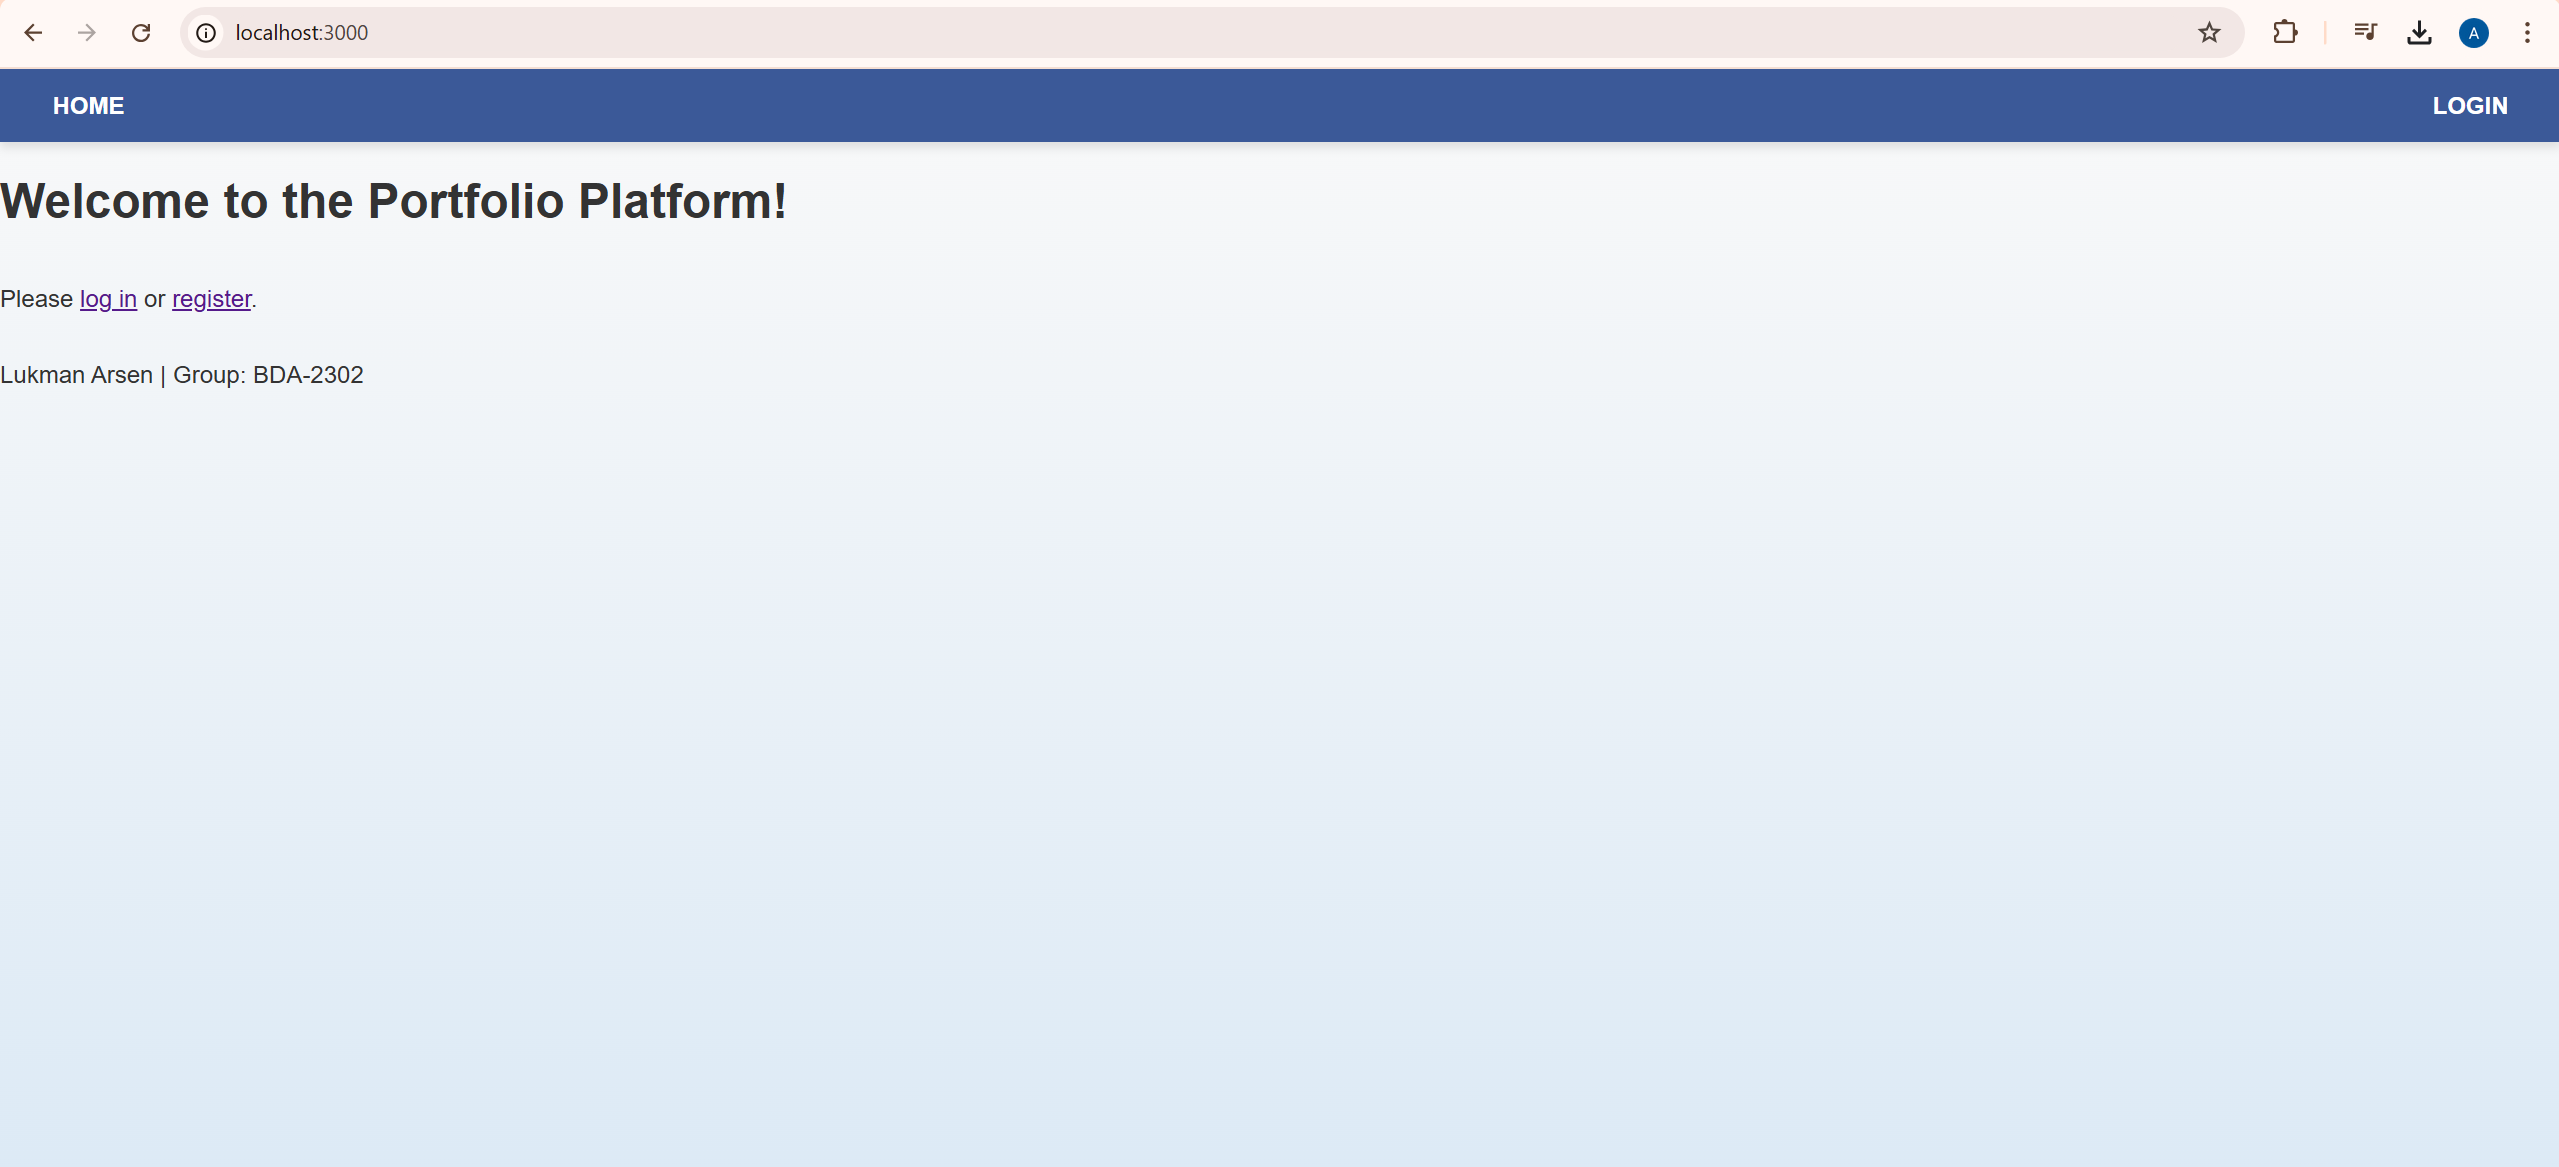 localhost:3000
A
HOME
LOGIN
Welcome to the Portfolio Platform!
Please log in or register.
Lukman Arsen | Group: BDA-2302